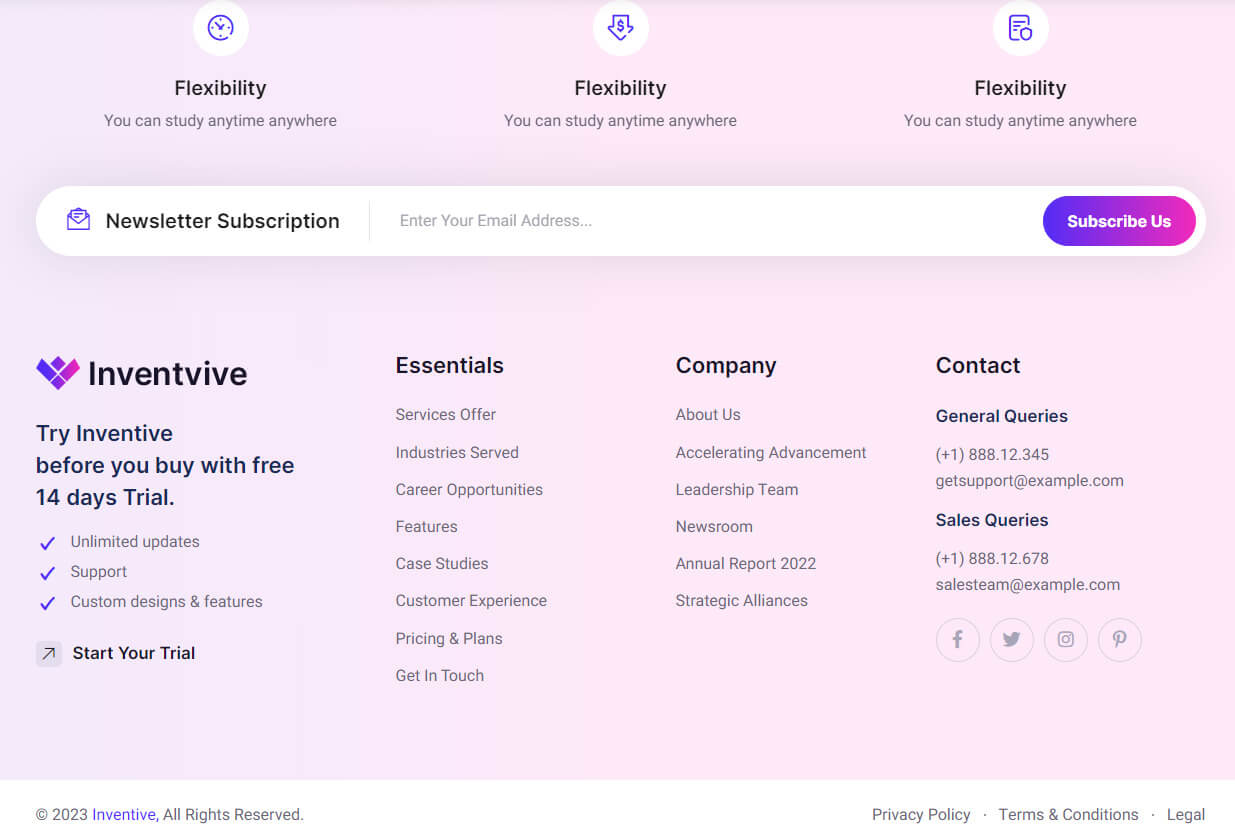 Flexibility
You can study anytime anywhere
Flexibility
You can study anytime anywhere
Flexibility
You can study anytime anywhere
Newsletter Subscription
Enter Your Email Address...
Subscribe Us
Inventvive
Try Inventive
before you buy with free
14 days Trial.
Unlimited updates
Support
Custom designs & features
Start Your Trial
Essentials
Services Offer
Industries Served
Career Opportunities
Features
Case Studies
Customer Experience
Pricing & Plans
Get In Touch
Company
About Us
Accelerating Advancement
Leadership Team
Newsroom
Annual Report 2022
Strategic Alliances
Contact
General Queries
(+1) 888.12.345
getsupport@example.com
Sales Queries
(+1) 888.12.678
salesteam@example.com
© 2023 Inventive, All Rights Reserved.
Privacy Policy · Terms & Conditions · Legal